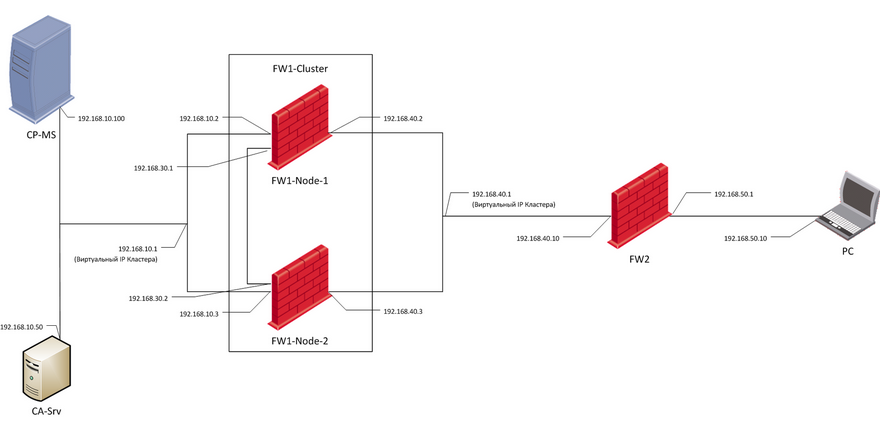 FW1-Cluster
192.168.10.100
CP-MS
192.168.10.2
192.168.40.2
192.168.30.1
FW1-Node-1
192.168.40.1
(Виртуальный IP Кластера)
192.168.50.1
192.168.40.10
192.168.50.10
192.168.10.1
(Виртуальный IP Кластера)
FW2
PC
192.168.30.2
192.168.10.3
192.168.40.3
192.168.10.50
FW1-Node-2
CA-Srv